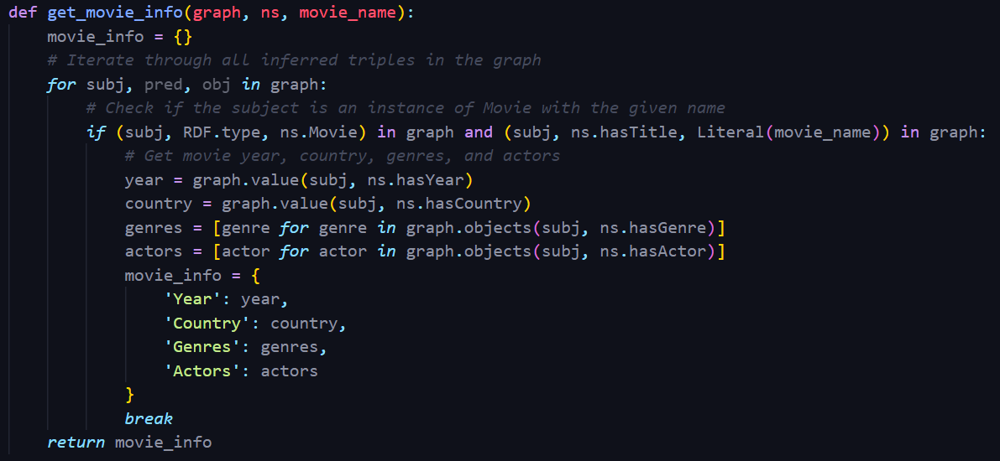 def get_movie_info(graph, ns, movie_name):
    movie_info = {}
    # Iterate through all inferred triples in the graph
    for subj, pred, obj in graph:
        # Check if the subject is an instance of Movie with the given name
        if (subj, RDF.type, ns.Movie) in graph and (subj, ns.hasTitle, Literal(movie_name)) in graph:
            # Get movie year, country, genres, and actors
            year = graph.value(subj, ns.hasYear)
            country = graph.value(subj, ns.hasCountry)
            genres = [genre for genre in graph.objects(subj, ns.hasGenre)]
            actors = [actor for actor in graph.objects(subj, ns.hasActor)]
            movie_info = {
                'Year': year,
                'Country': country,
                'Genres': genres,
                'Actors': actors
            }
            break
    return movie_info